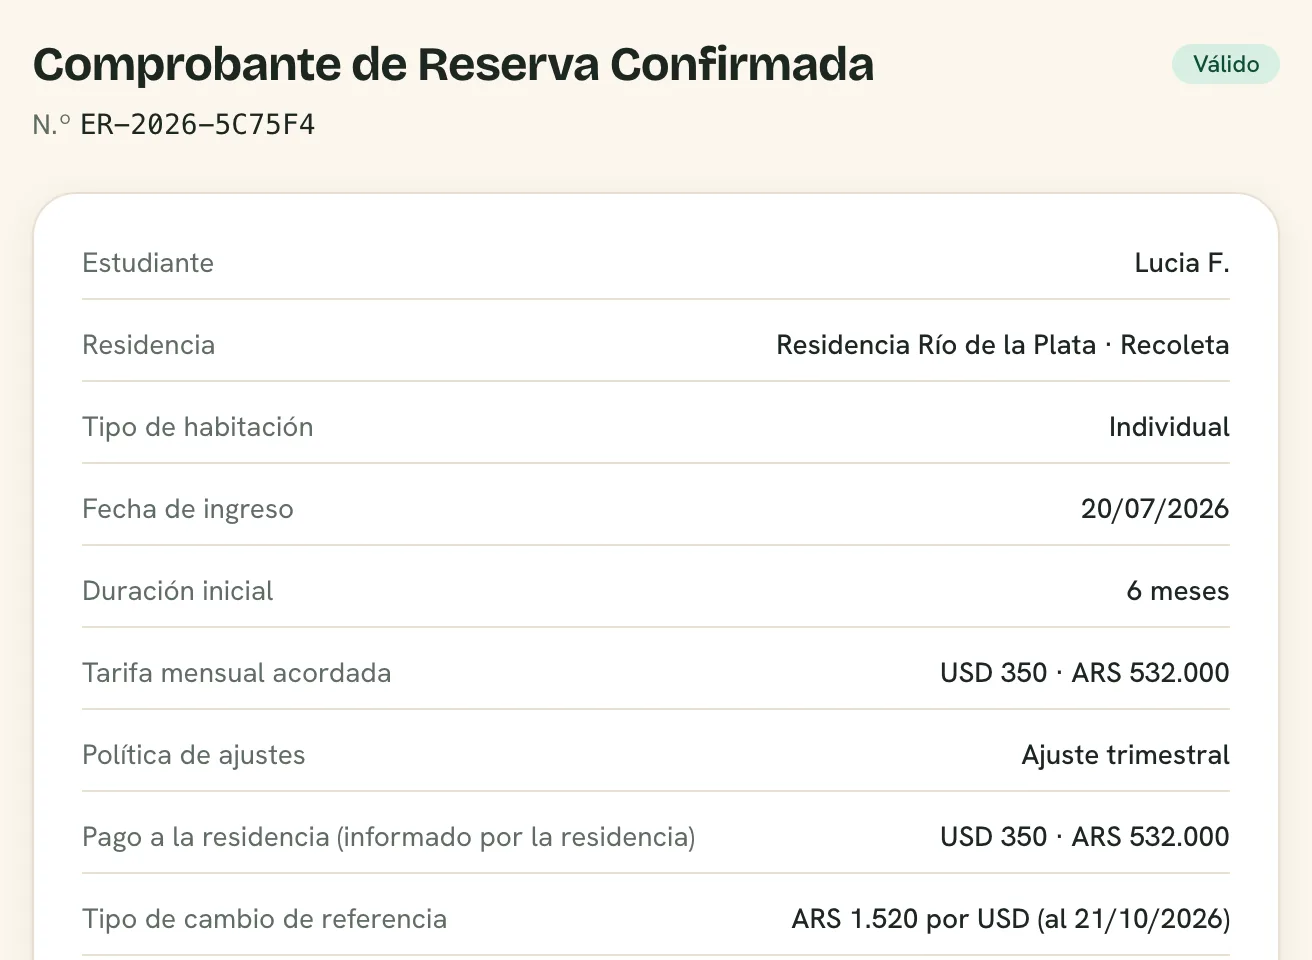 Comprobante de Reserva Confirmada
Válido
N.º ER–2026–5C75F4
Estudiante Lucia F.
Residencia Residencia Río de la Plata · Recoleta
Tipo de habitación Individual
Fecha de ingreso 20/07/2026
Duración inicial 6 meses
Tarifa mensual acordada USD 350 · ARS 532.000
Política de ajustes Ajuste trimestral
Pago a la residencia (informado por la residencia) USD 350 · ARS 532.000
Tipo de cambio de referencia ARS 1.520 por USD (al 21/10/2026)